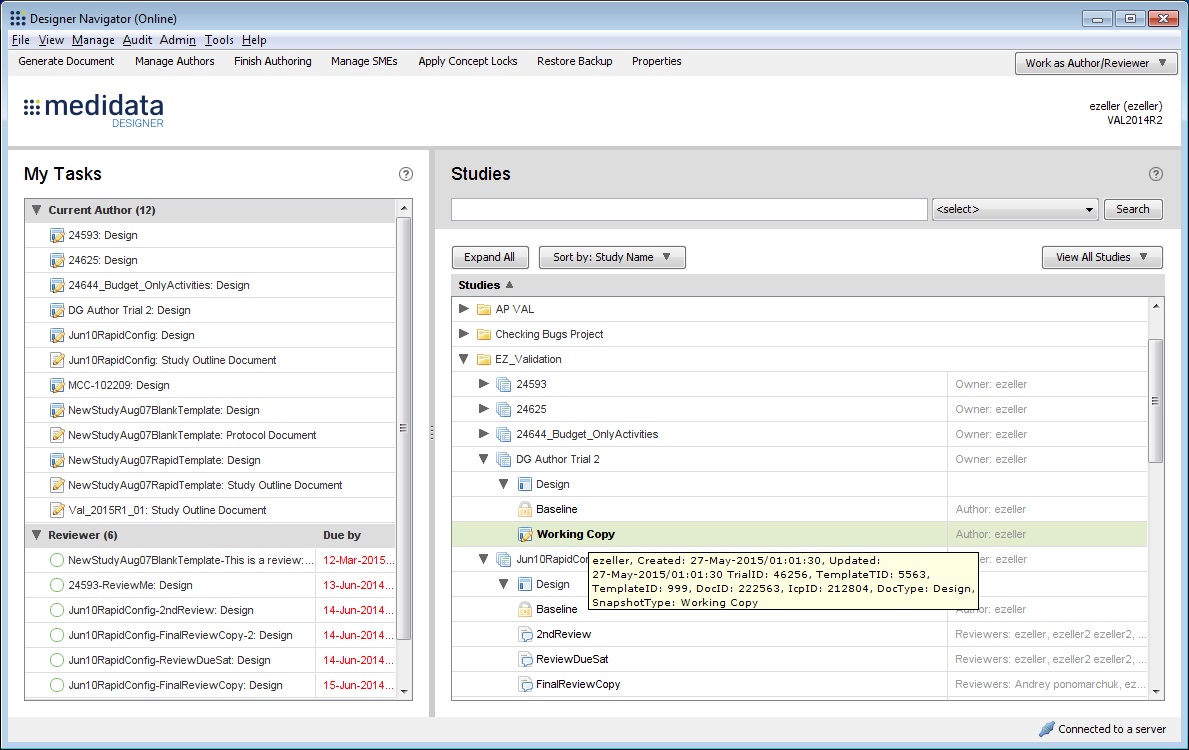 Designer Navigator (Online)
File View Manage Audit Admin Tools Help
Generate Document Manage Authors Finish Authoring Manage SMEs Apply Concept Locks Restore Backup Properties
Work as Author/Reviewer
medidata
DESIGNER
ezeller (ezeller)
VAL2014R2
My Tasks
?
Current Author (12)
24593: Design
24625: Design
24644_Budget_OnlyActivities: Design
DG Author Trial 2: Design
Jun10RapidConfig: Design
Jun10RapidConfig: Study Outline Document
MCC-102209: Design
NewStudyAug07BlankTemplate: Design
NewStudyAug07BlankTemplate: Protocol Document
NewStudyAug07RapidTemplate: Design
NewStudyAug07RapidTemplate: Study Outline Document
Val_2015R1_01: Study Outline Document
Reviewer (6) Due by
NewStudyAug07BlankTemplate-This is a review:... 12-Mar-2015...
24593-ReviewMe: Design 13-Jun-2014...
Jun10RapidConfig-2ndReview: Design 14-Jun-2014...
Jun10RapidConfig-FinalReviewCopy-2: Design 14-Jun-2014...
Jun10RapidConfig-ReviewDueSat: Design 14-Jun-2014...
Jun10RapidConfig-FinalReviewCopy: Design 15-Jun-2014...
Studies
?
<select>
Search
Expand All Sort by: Study Name View All Studies
Studies
AP VAL
Checking Bugs Project
EZ_Validation
24593 Owner: ezeller
24625 Owner: ezeller
24644_Budget_OnlyActivities Owner: ezeller
DG Author Trial 2 Owner: ezeller
Design
Baseline Author: ezeller
Working Copy Author: ezeller
Jun10RapidCon er: ezeller
ezeller, Created: 27-May-2015/01:01:30, Updated:
27-May-2015/01:01:30 TrialID: 46256, TemplateTID: 5563,
TemplateID: 999, DocID: 222563, IcpID: 212804, DocType: Design,
SnapshotType: Working Copy
Design
Baseline Author: ezeller
2ndReview Reviewers: ezeller, ezeller2 ezeller2, ...
ReviewDueSat Reviewers: ezeller, ezeller2 ezeller2, ...
FinalReviewCopy Reviewers: Andrey ponomarchuk, ez...
Connected to a server